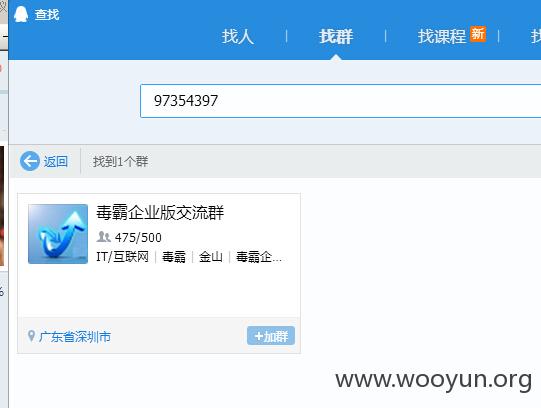 查找
找人 | 找群 | 找课程 新 |
97354397
返回 找到1个群
毒霸企业版交流群
475/500
IT/互联网 | 毒霸 | 金山 | 毒霸企...
广东省深圳市 +加群
www.wooyun.org